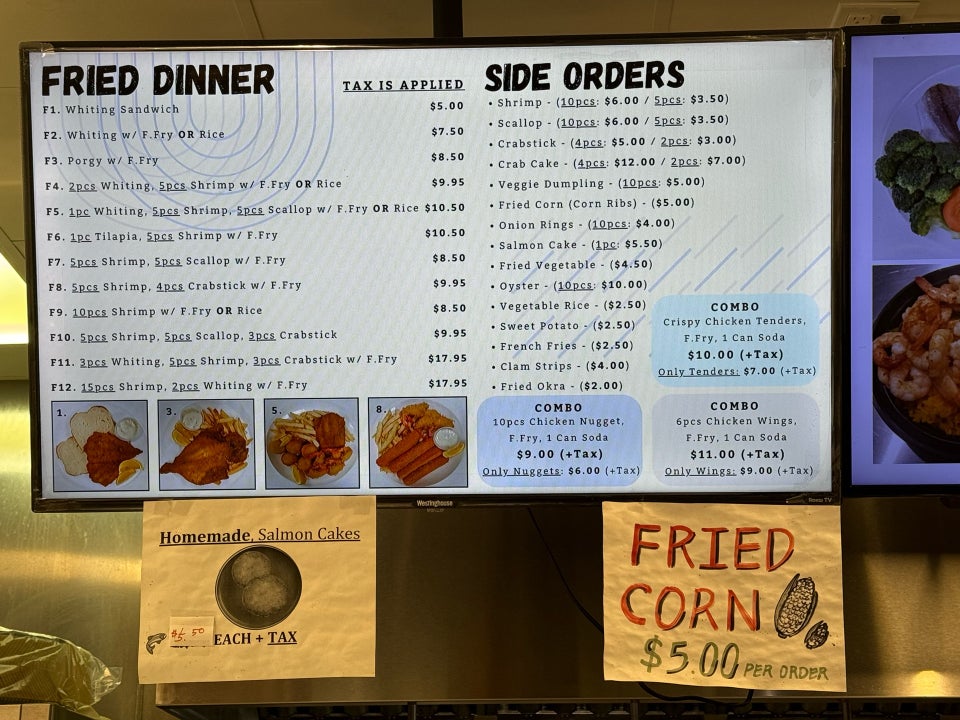 FRIED DINNER
TAX IS APPLIED
F1. Whiting Sandwich $5.00
F2. Whiting w/ F.Fry OR Rice $7.50
F3. Porgy w/ F.Fry $8.50
F4. 2pcs Whiting, 5pcs Shrimp w/ F.Fry OR Rice $9.95
F5. 1pc Whiting, 5pcs Shrimp, 5pcs Scallop w/ F.Fry OR Rice $10.50
F6. 1pc Tilapia, 5pcs Shrimp w/ F.Fry $10.50
F7. 5pcs Shrimp, 5pcs Scallop w/ F.Fry $8.50
F8. 5pcs Shrimp, 4pcs Crabstick w/ F.Fry $9.95
F9. 10pcs Shrimp w/ F.Fry OR Rice $8.50
F10. 5pcs Shrimp, 5pcs Scallop, 3pcs Crabstick $9.95
F11. 3pcs Whiting, 5pcs Shrimp, 3pcs Crabstick w/ F.Fry $17.95
F12. 15pcs Shrimp, 2pcs Whiting w/ F.Fry $17.95
1.
3.
5.
8.
SIDE ORDERS
• Shrimp - (10pcs: $6.00 / 5pcs: $3.50)
• Scallop - (10pcs: $6.00 / 5pcs: $3.50)
• Crabstick - (4pcs: $5.00 / 2pcs: $3.00)
• Crab Cake - (4pcs: $12.00 / 2pcs: $7.00)
• Veggie Dumpling - (10pcs: $5.00)
• Fried Corn (Corn Ribs) - ($5.00)
• Onion Rings - (10pcs: $4.00)
• Salmon Cake - (1pc: $5.50)
• Fried Vegetable - ($4.50)
• Oyster - (10pcs: $10.00)
• Vegetable Rice - ($2.50)
• Sweet Potato - ($2.50)
• French Fries - ($2.50)
• Clam Strips - ($4.00)
• Fried Okra - ($2.00)
COMBO
Crispy Chicken Tenders,
F.Fry, 1 Can Soda
$10.00 (+Tax)
Only Tenders: $7.00 (+Tax)
COMBO
10pcs Chicken Nugget,
F.Fry, 1 Can Soda
$9.00 (+Tax)
Only Nuggets: $6.00 (+Tax)
COMBO
6pcs Chicken Wings,
F.Fry, 1 Can Soda
$11.00 (+Tax)
Only Wings: $9.00 (+Tax)
Westinghouse
Roku TV
Homemade, Salmon Cakes
$5.50 EACH + TAX
FRIED
CORN
$5.00 PER ORDER